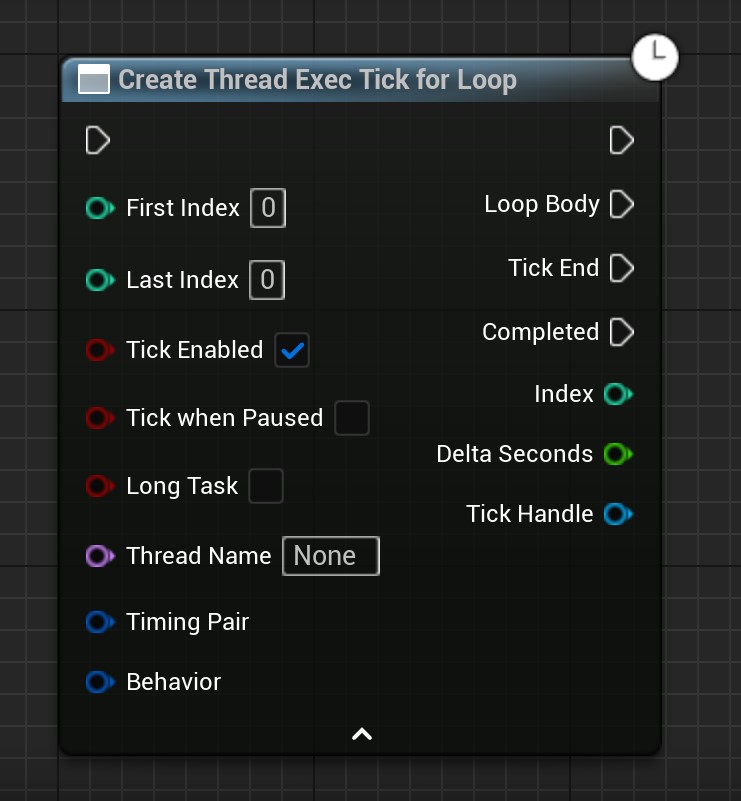 Create Thread Exec Tick for Loop
First Index 0
Loop Body
Last Index 0
Tick End
Tick Enabled
Completed
Tick when Paused
Index
Long Task
Delta Seconds
Thread Name None
Tick Handle
Timing Pair
Behavior